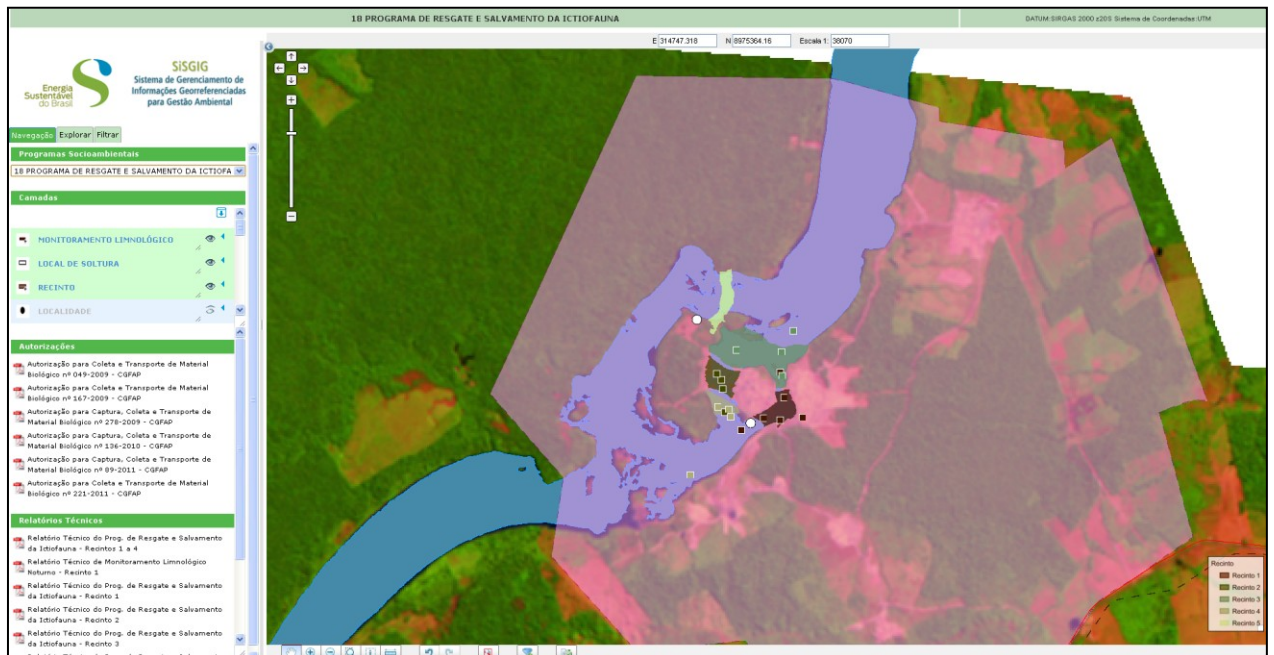 18 PROGRAMA DE RESGATE E SALVAMENTO DA ICTIOFAUNA
DATUM:SIRGAS 2000 z20S Sistema de Coordenadas:UTM
E 314747.318 N 8975364.16 Escala 1: 38070
Energia
Sustentável
do Brasil
SiSGIG
Sistema de Gerenciamento de
Informações Georreferenciadas
para Gestão Ambiental
Navegação Explorar Filtrar
Programas Socioambientais
18 PROGRAMA DE RESGATE E SALVAMENTO DA ICTIOFA
Camadas
MONITORAMENTO LIMNOLÓGICO
LOCAL DE SOLTURA
RECINTO
LOCALIDADE
Autorizações
Autorização para Coleta e Transporte de Material
Biológico nº 049-2009 - CGFAP
Autorização para Coleta e Transporte de Material
Biológico nº 167-2009 - CGFAP
Autorização para Captura, Coleta e Transporte de
Material Biológico nº 278-2009 - CGFAP
Autorização para Captura, Coleta e Transporte de
Material Biológico nº 136-2010 - CGFAP
Autorização para Captura, Coleta e Transporte de
Material Biológico nº 89-2011 - CGFAP
Autorização para Captura, Coleta e Transporte de Material
Biológico nº 221-2011 - CGFAP
Relatórios Técnicos
Relatório Técnico do Prog. de Resgate e Salvamento
da Ictiofauna - Recintos 1 a 4
Relatório Técnico de Monitoramento Limnológico
Noturno - Recinto 1
Relatório Técnico do Prog. de Resgate e Salvamento
da Ictiofauna - Recinto 1
Relatório Técnico do Prog. de Resgate e Salvamento
da Ictiofauna - Recinto 2
Relatório Técnico do Prog. de Resgate e Salvamento
da Ictiofauna - Recinto 3
Recinto
Recinto 1
Recinto 2
Recinto 3
Recinto 4
Recinto 5